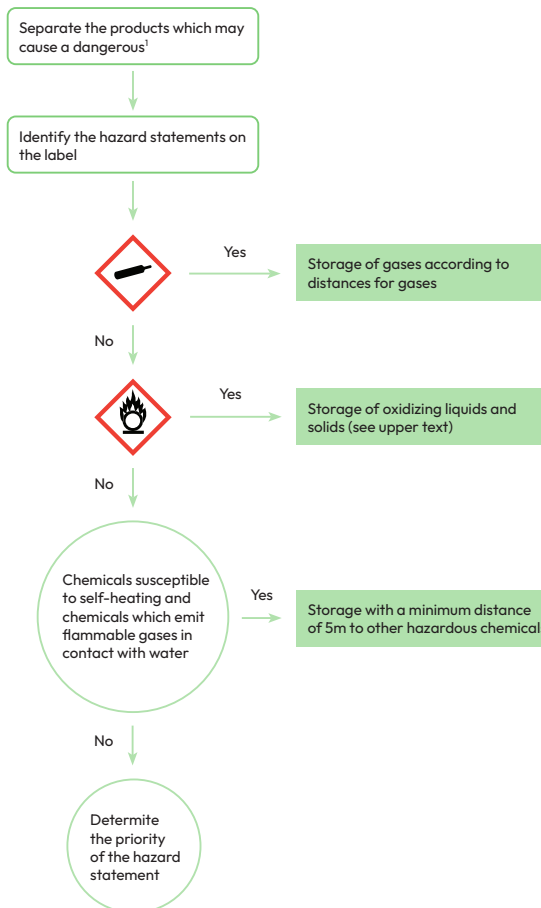 Separate the products which may
cause a dangerous¹
Identify the hazard statements on
the label
Yes
Storage of gases according to
distances for gases
No
Yes
Storage of oxidizing liquids and
solids (see upper text)
No
Chemicals susceptible
to self-heating and
chemicals which emit
flammable gases in
contact with water
Yes
Storage with a minimum distance
of 5m to other hazardous chemical
No
Determite
the priority
of the hazard
statement